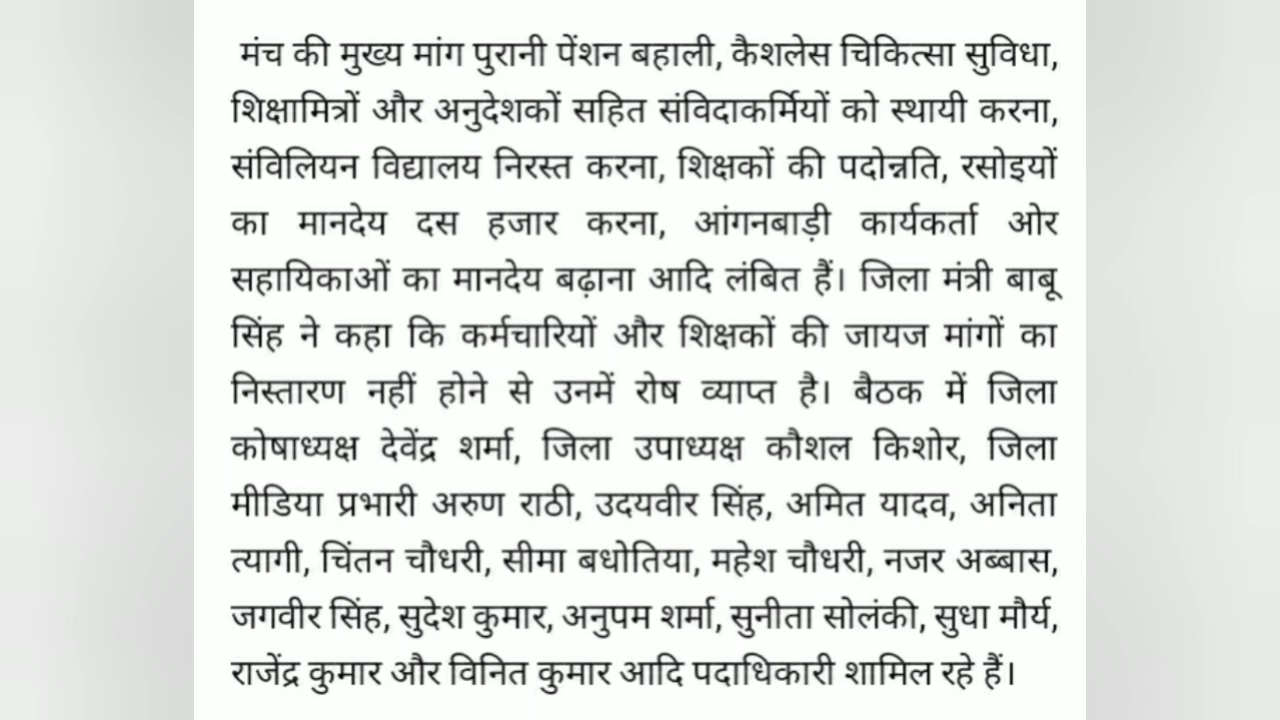 मंच की मुख्य मांग पुरानी पेंशन बहाली, कैशलेस चिकित्सा सुविधा,
शिक्षामित्रों और अनुदेशकों सहित संविदाकर्मियों को स्थायी करना,
संविलियन विद्यालय निरस्त करना, शिक्षकों की पदोन्नति, रसोइयों
का मानदेय दस हजार करना, आंगनबाड़ी कार्यकर्ता ओर
सहायिकाओं का मानदेय बढ़ाना आदि लंबित हैं। जिला मंत्री बाबू
सिंह ने कहा कि कर्मचारियों और शिक्षकों की जायज मांगों का
निस्तारण नहीं होने से उनमें रोष व्याप्त है। बैठक में जिला
कोषाध्यक्ष देवेंद्र शर्मा, जिला उपाध्यक्ष कौशल किशोर, जिला
मीडिया प्रभारी अरुण राठी, उदयवीर सिंह, अमित यादव, अनिता
त्यागी, चिंतन चौधरी, सीमा बधोतिया, महेश चौधरी, नजर अब्बास,
जगवीर सिंह, सुदेश कुमार, अनुपम शर्मा, सुनीता सोलंकी, सुधा मौर्य,
राजेंद्र कुमार और विनित कुमार आदि पदाधिकारी शामिल रहे हैं।